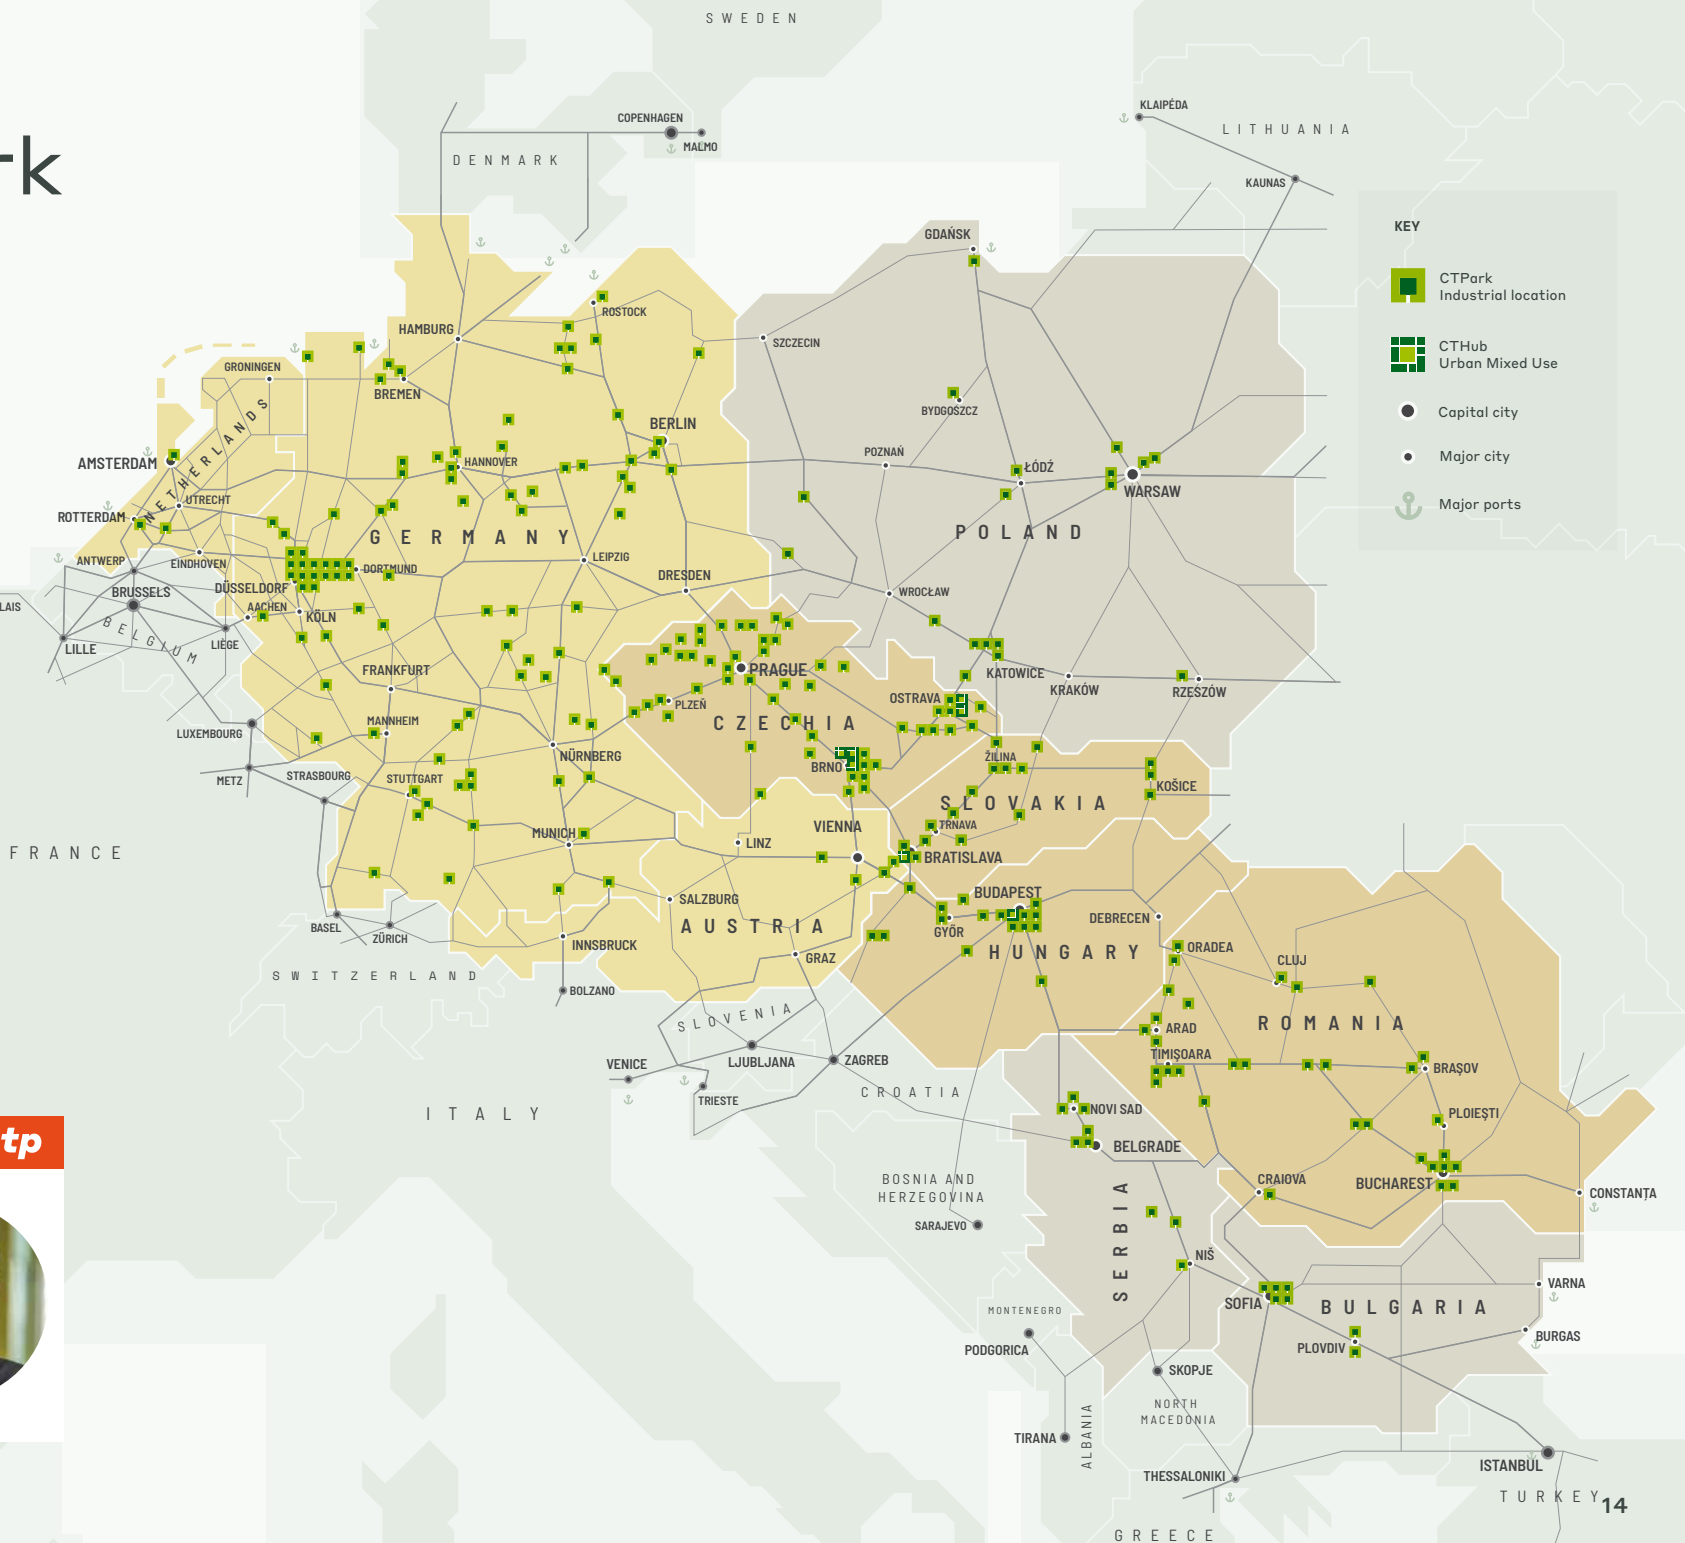 SWEDEN
rk
COPENHAGEN
MALMO
DENMARK
KLAIPĖDA
LITHUANIA
KAUNAS
KEY
CTPark
Industrial location
CTHub
Urban Mixed Use
Capital city
Major city
Major ports
GDAŃSK
ROSTOCK
HAMBURG
SZCZECIN
GRONINGEN
BREMEN
BERLIN
BYDGOSZCZ
NETHERLANDS
AMSTERDAM
HANNOVER
POZNAŃ
ŁÓDŹ
WARSAW
UTRECHT
ROTTERDAM
GERMANY
POLAND
ANTWERP
EINDHOVEN
LEIPZIG
DORTMUND
DÜSSELDORF
DRESDEN
BRUSSELS
WROCŁAW
LAIS
AACHEN
KÖLN
BELGIUM
LIÈGE
LILLE
FRANKFURT
PRAGUE
KATOWICE
KRAKÓW
RZESZÓW
OSTRAVA
PLZEŇ
CZECHIA
LUXEMBOURG
MANNHEIM
NÜRNBERG
ŽILINA
BRNO
METZ
STRASBOURG
STUTTGART
KOŠICE
SLOVAKIA
VIENNA
TRNAVA
MUNICH
LINZ
FRANCE
BRATISLAVA
BUDAPEST
SALZBURG
DEBRECEN
BASEL
ZÜRICH
AUSTRIA
GYŐR
INNSBRUCK
HUNGARY
ORADEA
GRAZ
CLUJ
SWITZERLAND
BOLZANO
SLOVENIA
ROMANIA
ARAD
TIMIȘOARA
VENICE
LJUBLJANA
ZAGREB
BRAȘOV
CROATIA
TRIESTE
NOVI SAD
PLOIEȘTI
ITALY
tp
BELGRADE
BOSNIA AND
HERZEGOVINA
CRAIOVA
BUCHAREST
CONSTANȚA
SARAJEVO
SERBIA
NIŠ
VARNA
SOFIA
BULGARIA
MONTENEGRO
BURGAS
PODGORICA
PLOVDIV
SKOPJE
NORTH
MACEDONIA
TIRANA
ALBANIA
ISTANBUL
THESSALONIKI
TURKEY
14
GREECE